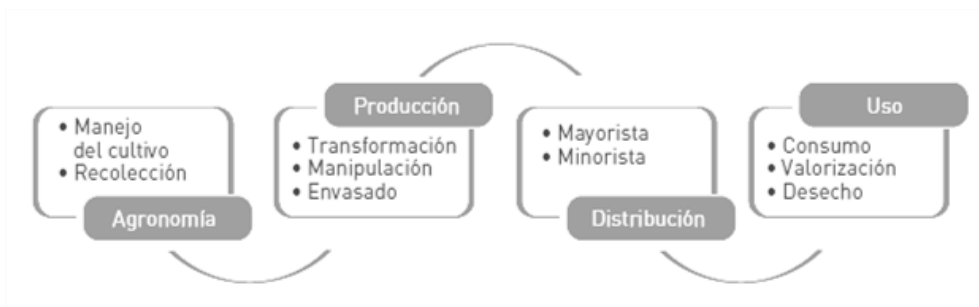 • Manejo
del cultivo
• Recolección
Agronomía
Producción
• Transformación
• Manipulación
• Envasado
• Mayorista
• Minorista
Distribución
Uso
• Consumo
• Valorización
• Desecho